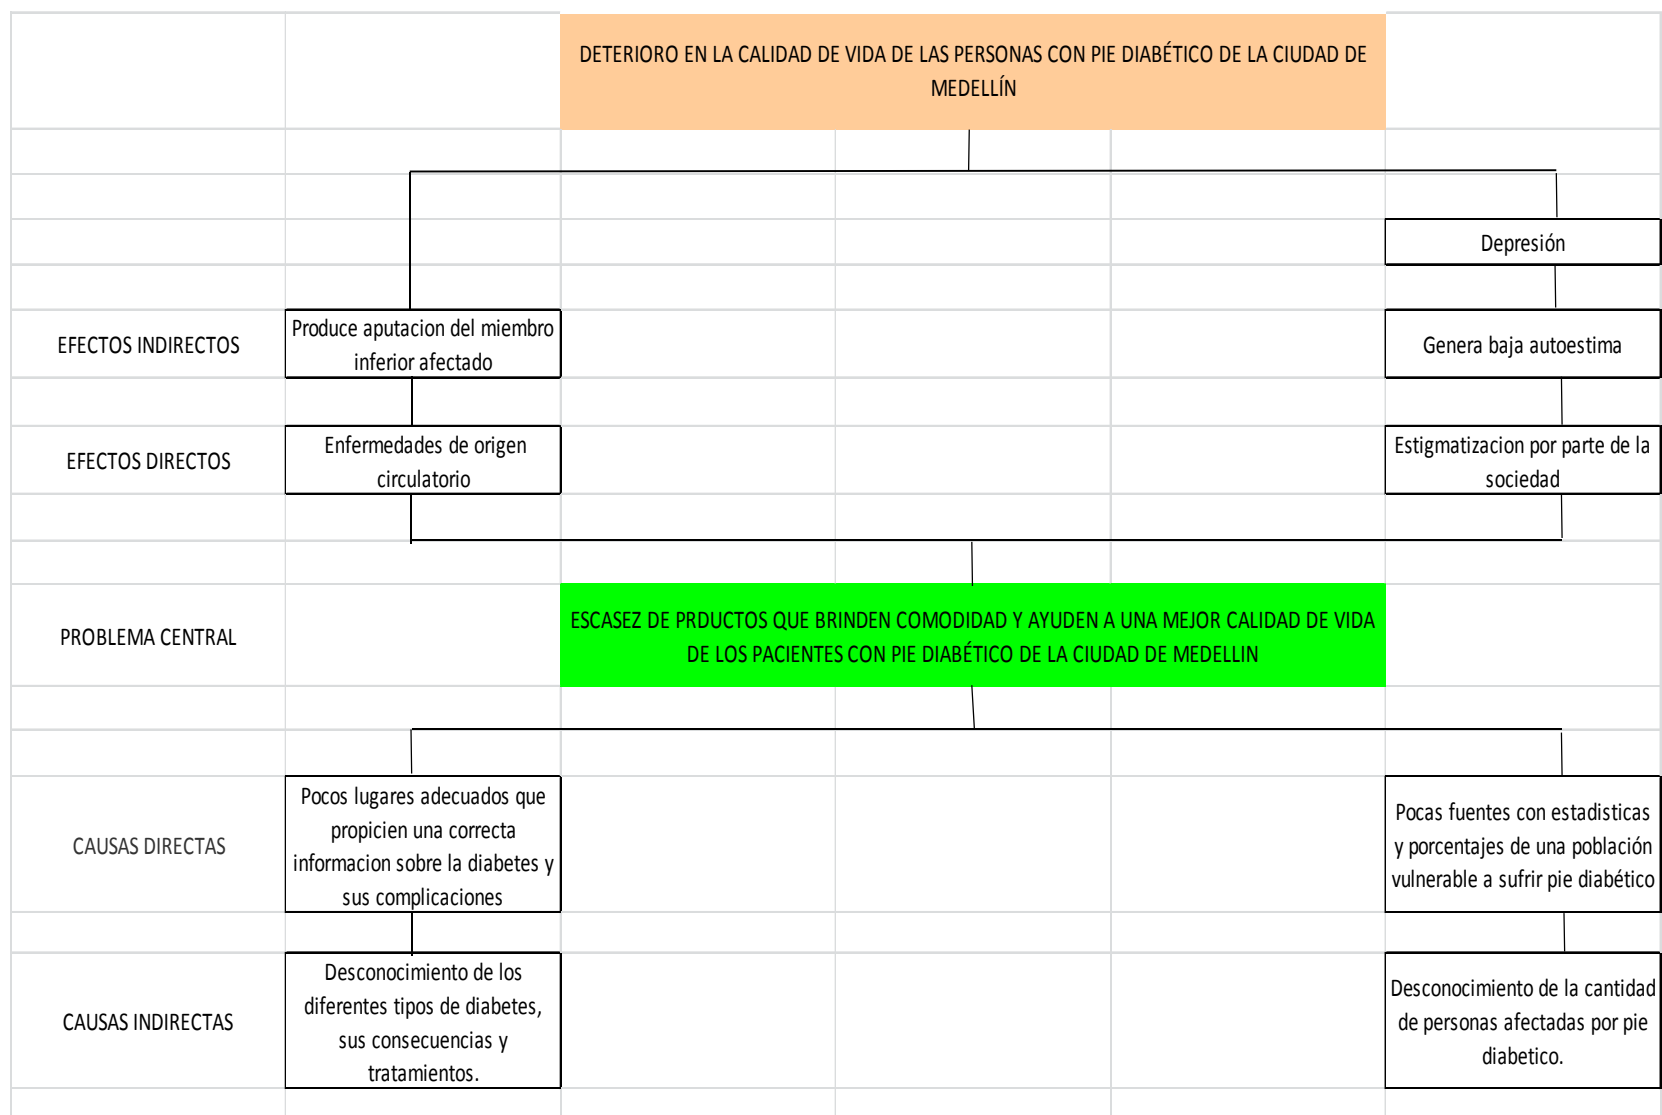 DETERIORO EN LA CALIDAD DE VIDA DE LAS PERSONAS CON PIE DIABÉTICO DE LA CIUDAD DE
MEDELLÍN
Depresión
EFECTOS INDIRECTOS
Produce aputacion del miembro
inferior afectado
Genera baja autoestima
EFECTOS DIRECTOS
Enfermedades de origen
circulatorio
Estigmatizacion por parte de la
sociedad
PROBLEMA CENTRAL
ESCASEZ DE PRDUCTOS QUE BRINDEN COMODIDAD Y AYUDEN A UNA MEJOR CALIDAD DE VIDA
DE LOS PACIENTES CON PIE DIABÉTICO DE LA CIUDAD DE MEDELLIN
CAUSAS DIRECTAS
Pocos lugares adecuados que
propicien una correcta
informacion sobre la diabetes y
sus complicaciones
Pocas fuentes con estadisticas
y porcentajes de una población
vulnerable a sufrir pie diabético
CAUSAS INDIRECTAS
Desconocimiento de los
diferentes tipos de diabetes,
sus consecuencias y
tratamientos.
Desconocimiento de la cantidad
de personas afectadas por pie
diabetico.